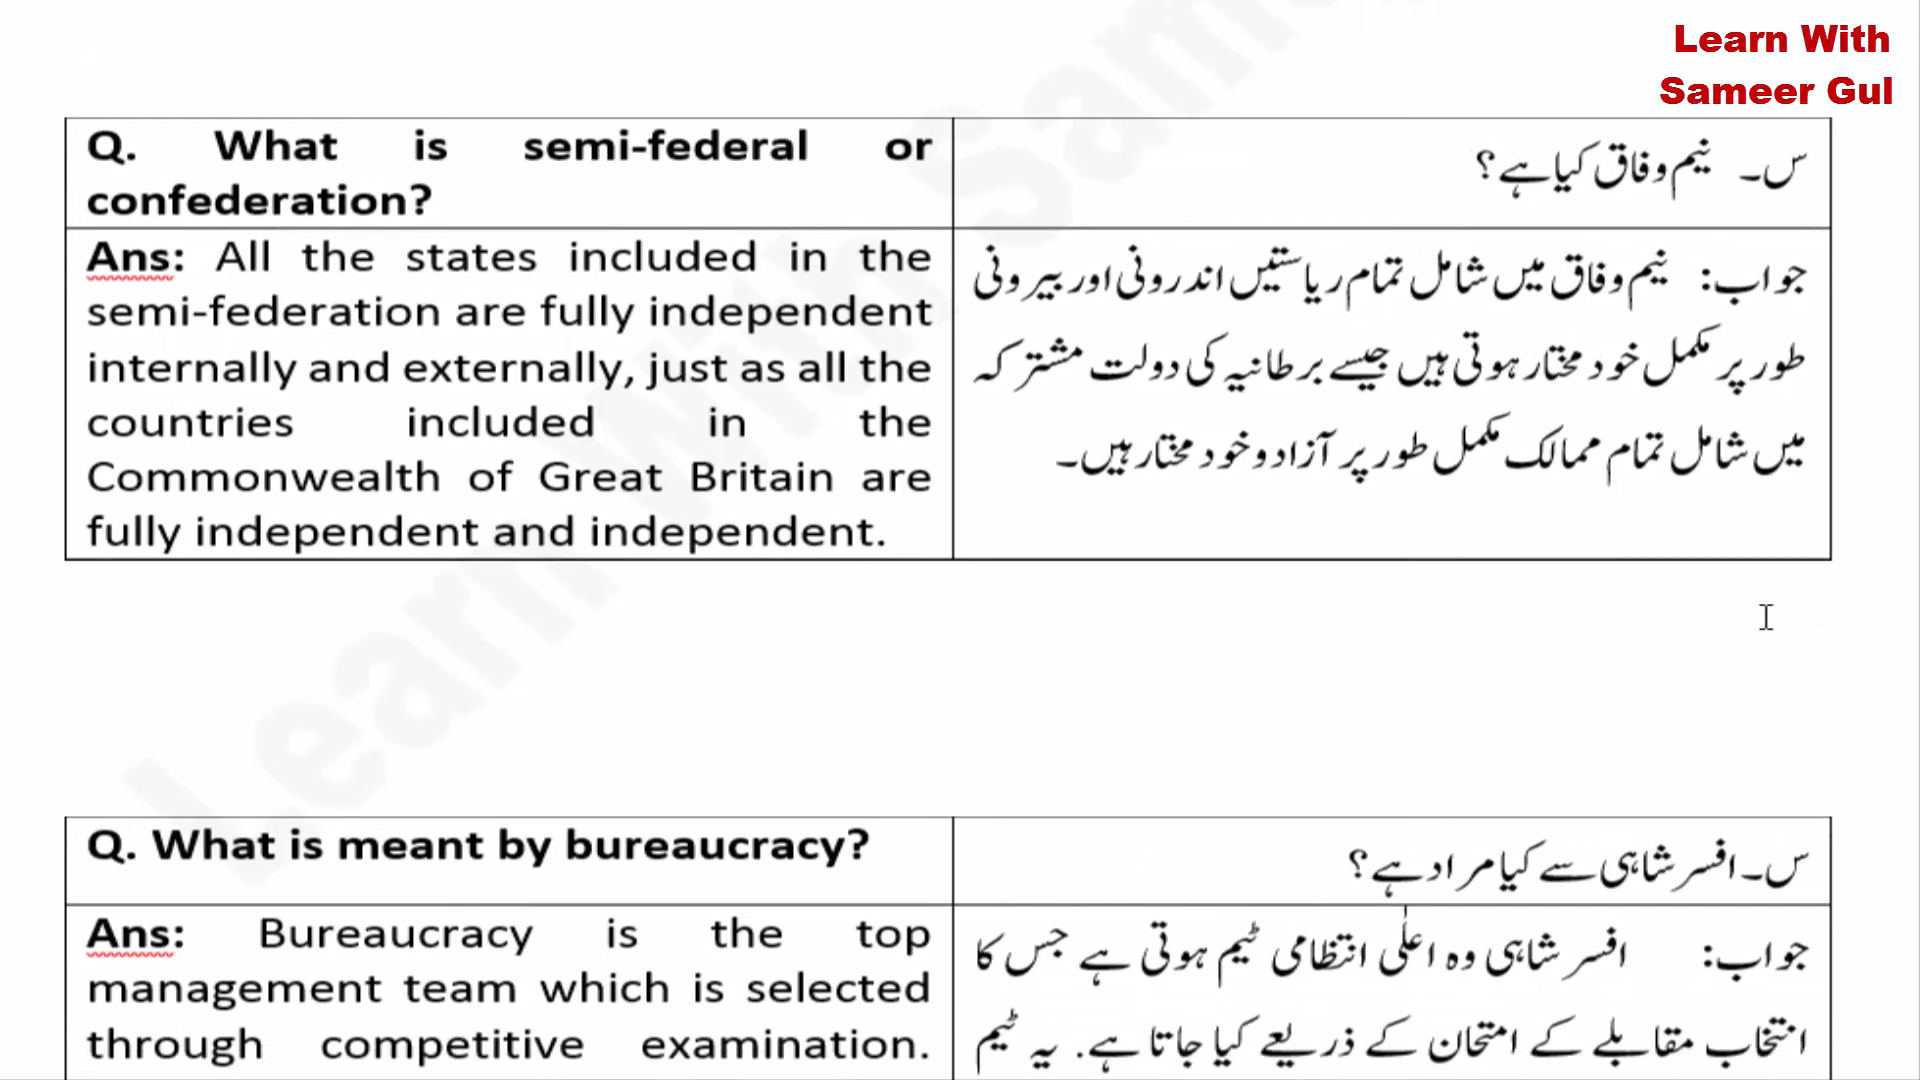 Learn With
Sameer Gul
Q. What is semi-federal or
confederation?
س۔ نیم وفاق کیا ہے؟
Ans: All the states included in the
semi-federation are fully independent
internally and externally, just as all the
countries included in the
Commonwealth of Great Britain are
fully independent and independent.
جواب: نیم وفاق میں شامل تمام ریاستیں اندرونی اور بیرونی
طور پر مکمل خود مختار ہوتی ہیں جیسے برطانیہ کی دولت مشترکہ
میں شامل تمام ممالک مکمل طور پر آزاد و خود مختار ہیں۔
Q. What is meant by bureaucracy?
س۔ افسر شاہی سے کیا مراد ہے؟
Ans: Bureaucracy is the top
management team which is selected
through competitive examination.
جواب: افسر شاہی وہ اعلٰی انتظامی ٹیم ہوتی ہے جس کا
انتخاب مقابلے کے امتحان کے ذریعے کیا جاتا ہے. یہ ٹیم
Learn With Same